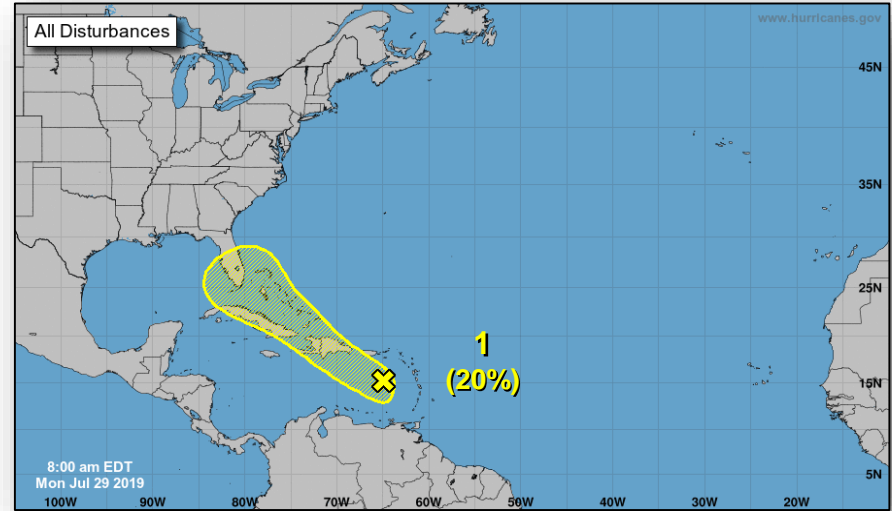 All Disturbances
www.hurricanes.gov
45N
35N
25N
1
(20%)
15N
5N
8:00 am EDT
Mon Jul 29 2019
100W 90W 80W 70W 60W 50W 40W 30W 20W